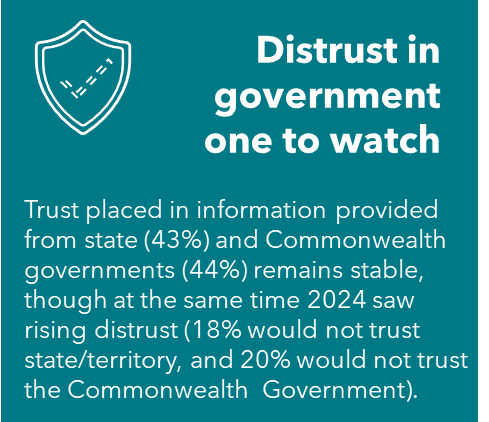 Distrust in
government
one to watch
Trust placed in information provided
from state (43%) and Commonwealth
governments (44%) remains stable,
though at the same time 2024 saw
rising distrust (18% would not trust
state/territory, and 20% would not trust
the Commonwealth Government).